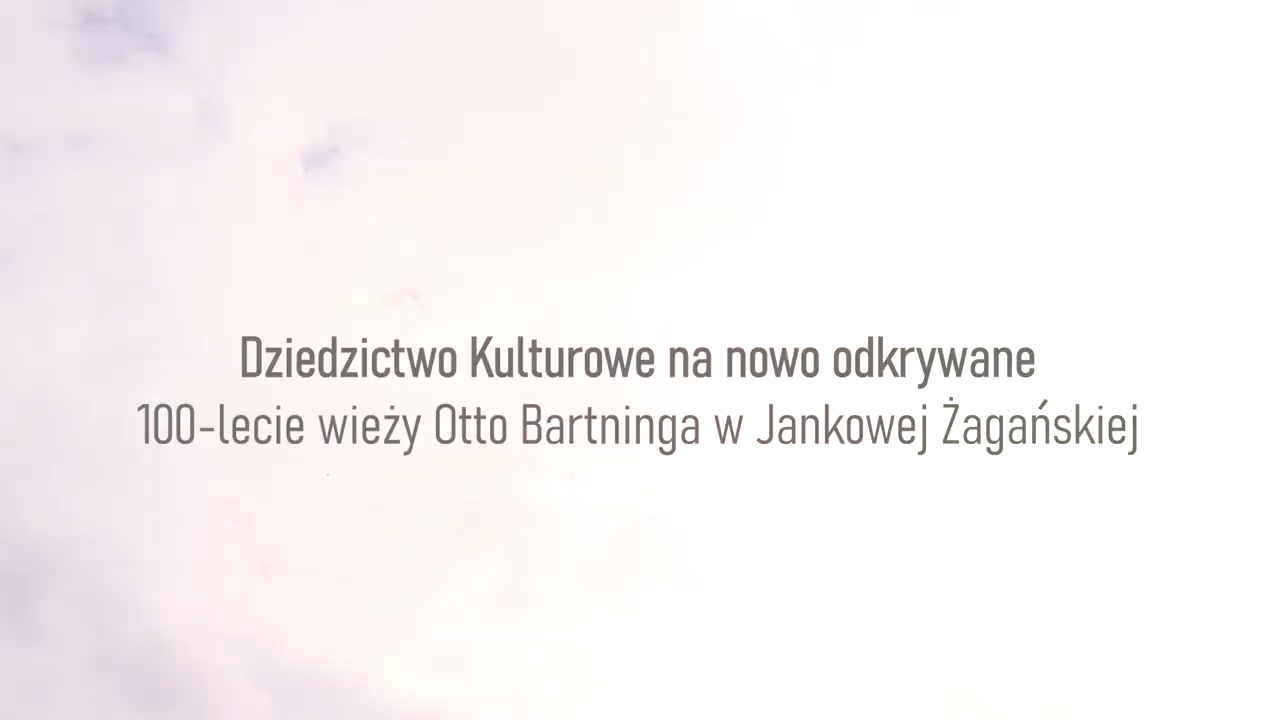 Dziedzictwo Kulturowe na nowo odkrywane
100-lecie wieży Otto Bartninga w Jankowej Żagańskiej